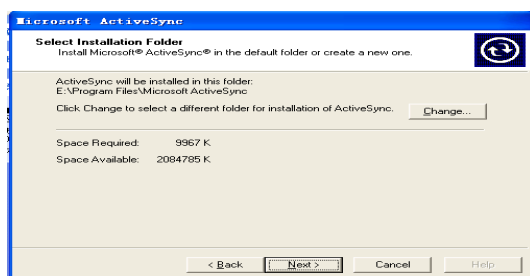 Microsoft ActiveSync
Select Installation Folder
Install Microsoft® ActiveSync® in the default folder or create a new one.
ActiveSync will be installed in this folder:
E:\Program Files\Microsoft ActiveSync
Click Change to select a different folder for installation of ActiveSync.
Change...
Space Required: 9967 K
Space Available: 2084785 K
< Back Next > Cancel Help